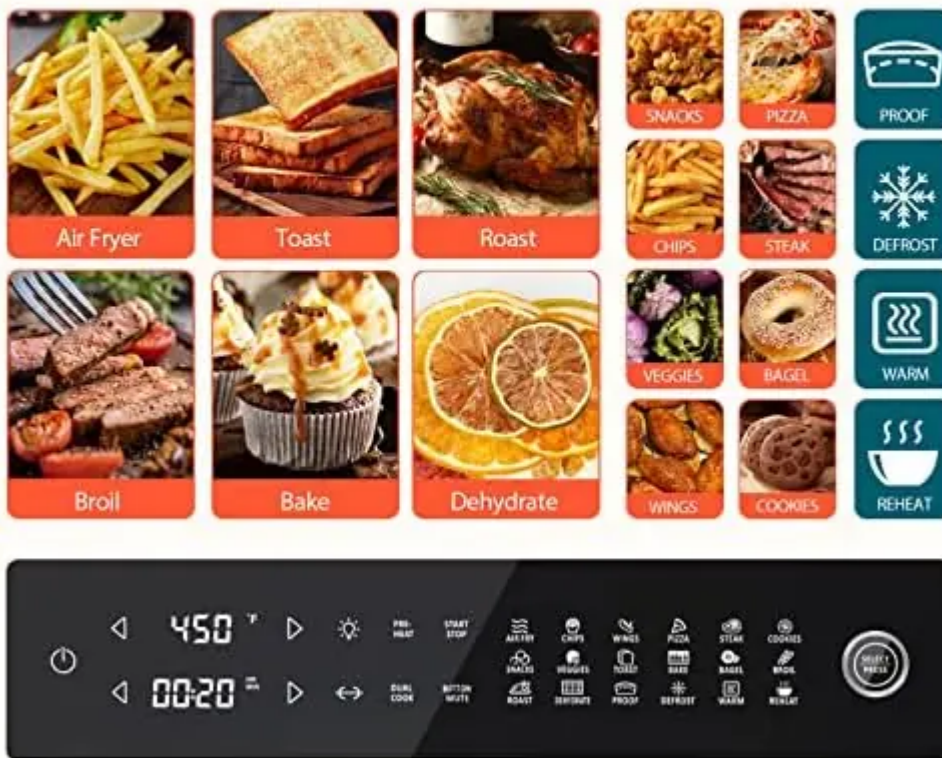 SNACKS PIZZA PROOF
Air Fryer Toast Roast
CHIPS STEAK DEFROST
VEGGIES BAGEL WARM
Broil Bake Dehydrate
WINGS COOKIES REHEAT
450 °F
PRE-
HEAT
START
STOP
AIR FRY CHIPS WINGS PIZZA STEAK COOKIES
SNACKS VEGGIES TOAST BAKE BAGEL BROIL
SELECT
PRESS
00:20
DUAL
COOK
BUTTON
MUTE
ROAST DEHYDRATE PROOF DEFROST WARM REHEAT